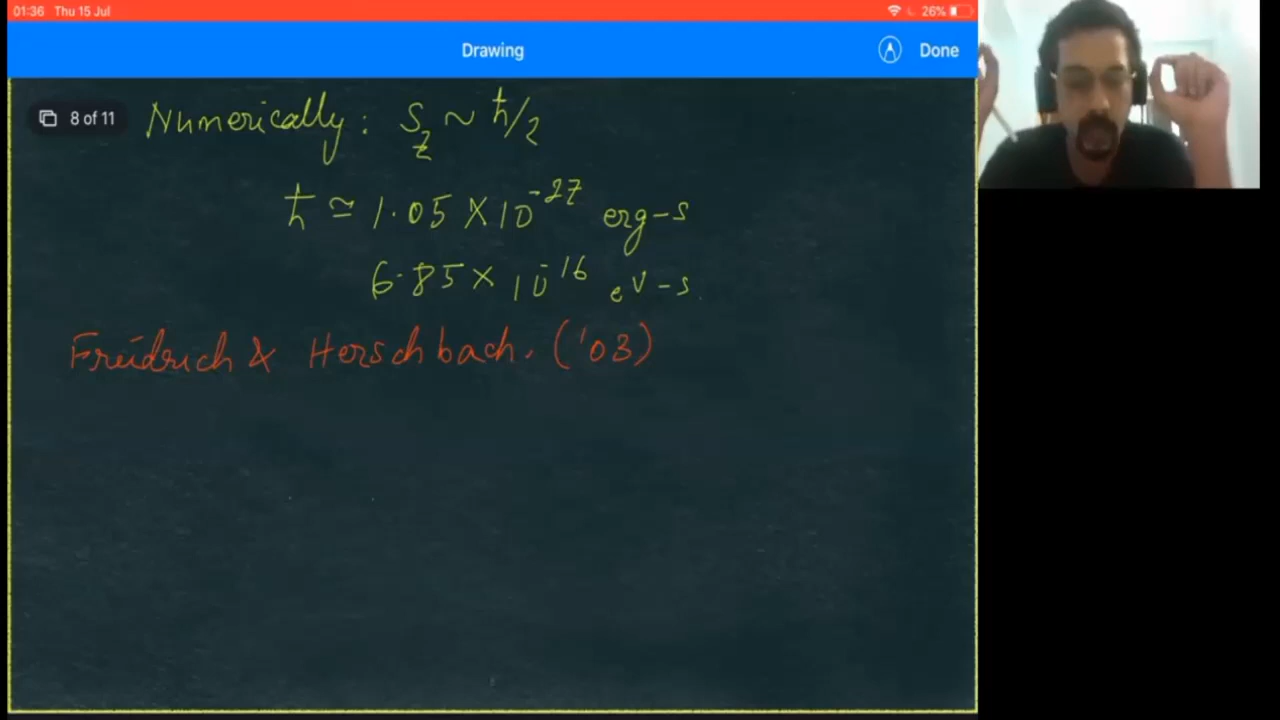 01:36 Thu 15 Jul 26%
Drawing Done
8 of 11
Numerically: S_z ~ ħ/2
ħ ≃ 1.05 × 10⁻²⁷ erg-s
6.85 × 10⁻¹⁶ eV-s
Freidrich & Herschbach. ('03)